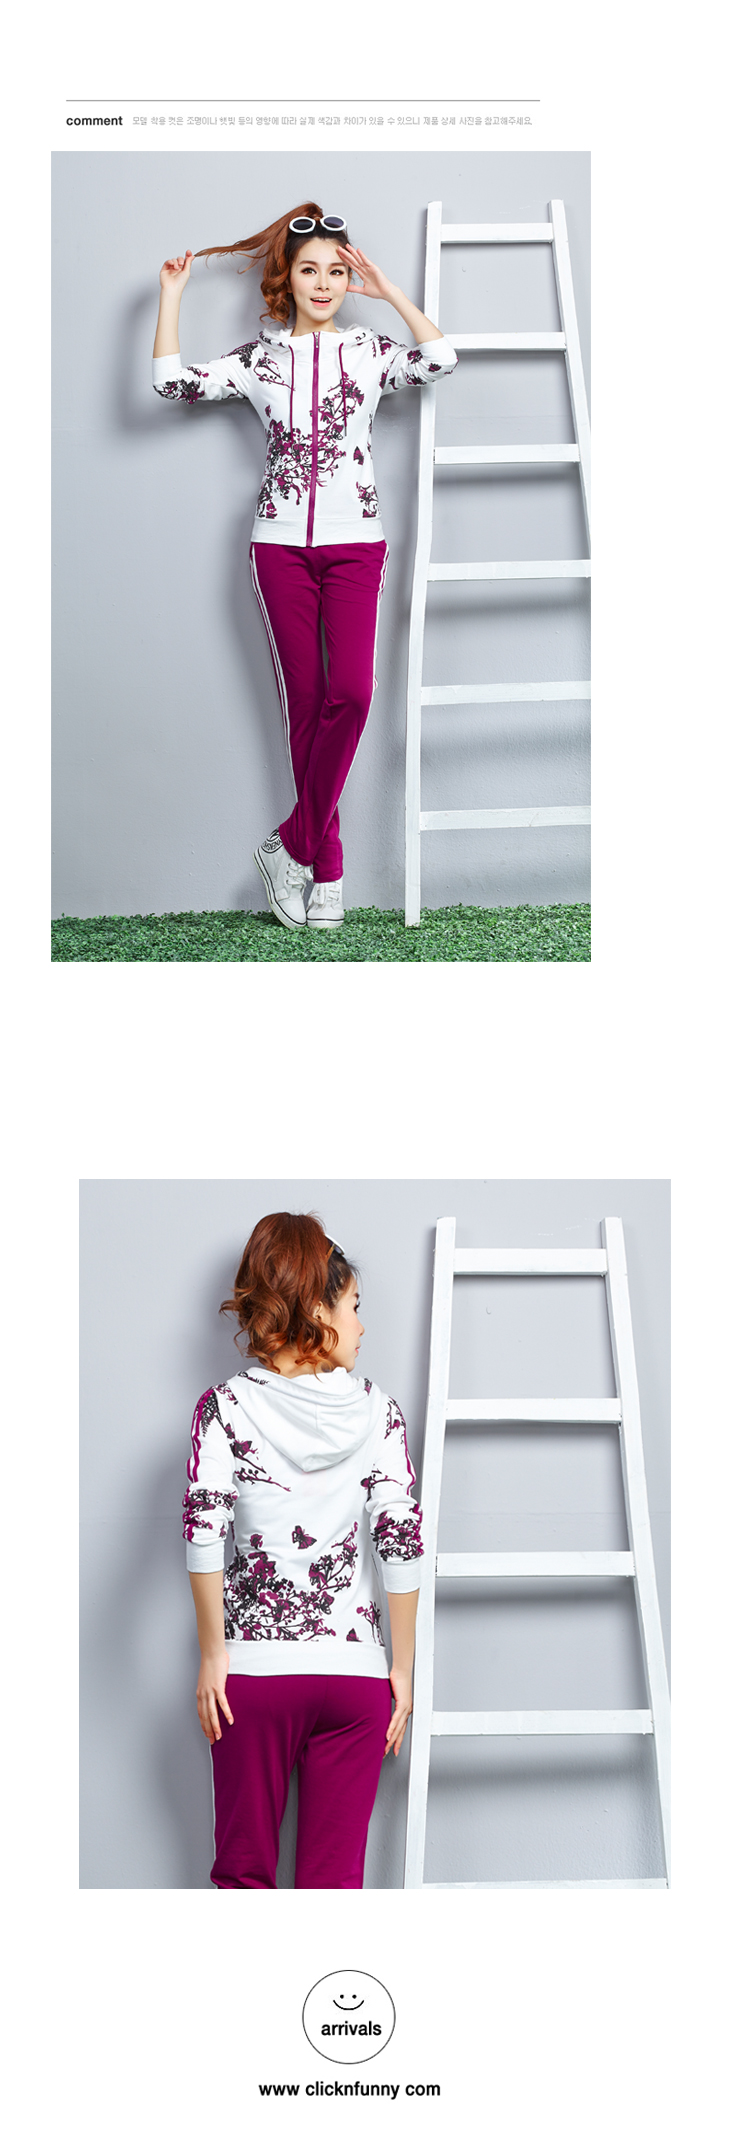 comment 모델 착용 컷은 조명이나 햇빛 등의 영향에 따라 실제 색감과 차이가 있을 수 있으니 제품 상세 사진을 참고해주세요.
arrivals
www clicknfunny com